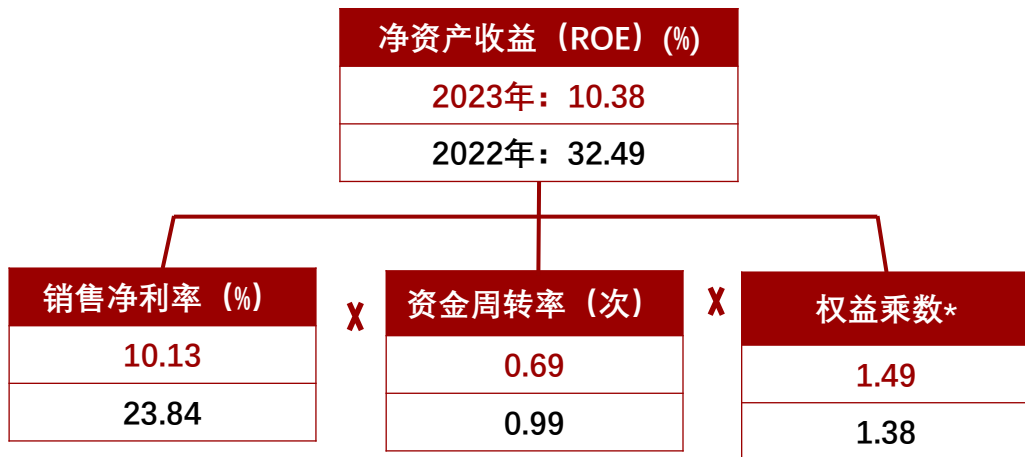 净资产收益（ROE）(%)
2023年：10.38
2022年：32.49
销售净利率（%）
10.13
23.84
x
资金周转率（次）
0.69
0.99
x
权益乘数*
1.49
1.38